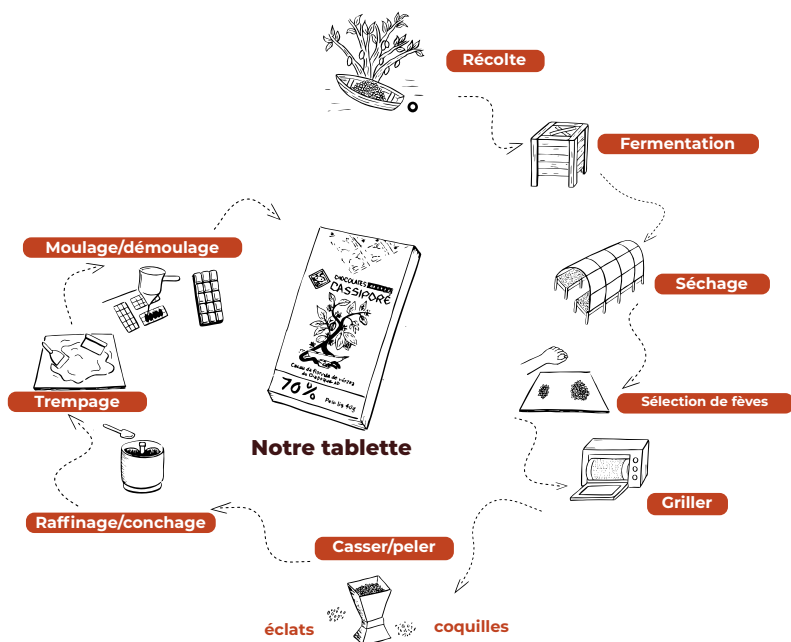 Récolte
Fermentation
Séchage
Sélection de fèves
Griller
Casser/peler
éclats
coquilles
Raffinage/conchage
Trempage
Moulage/démoulage
CHOCOLATES
CASSIPORÉ
70%
Notre tablette